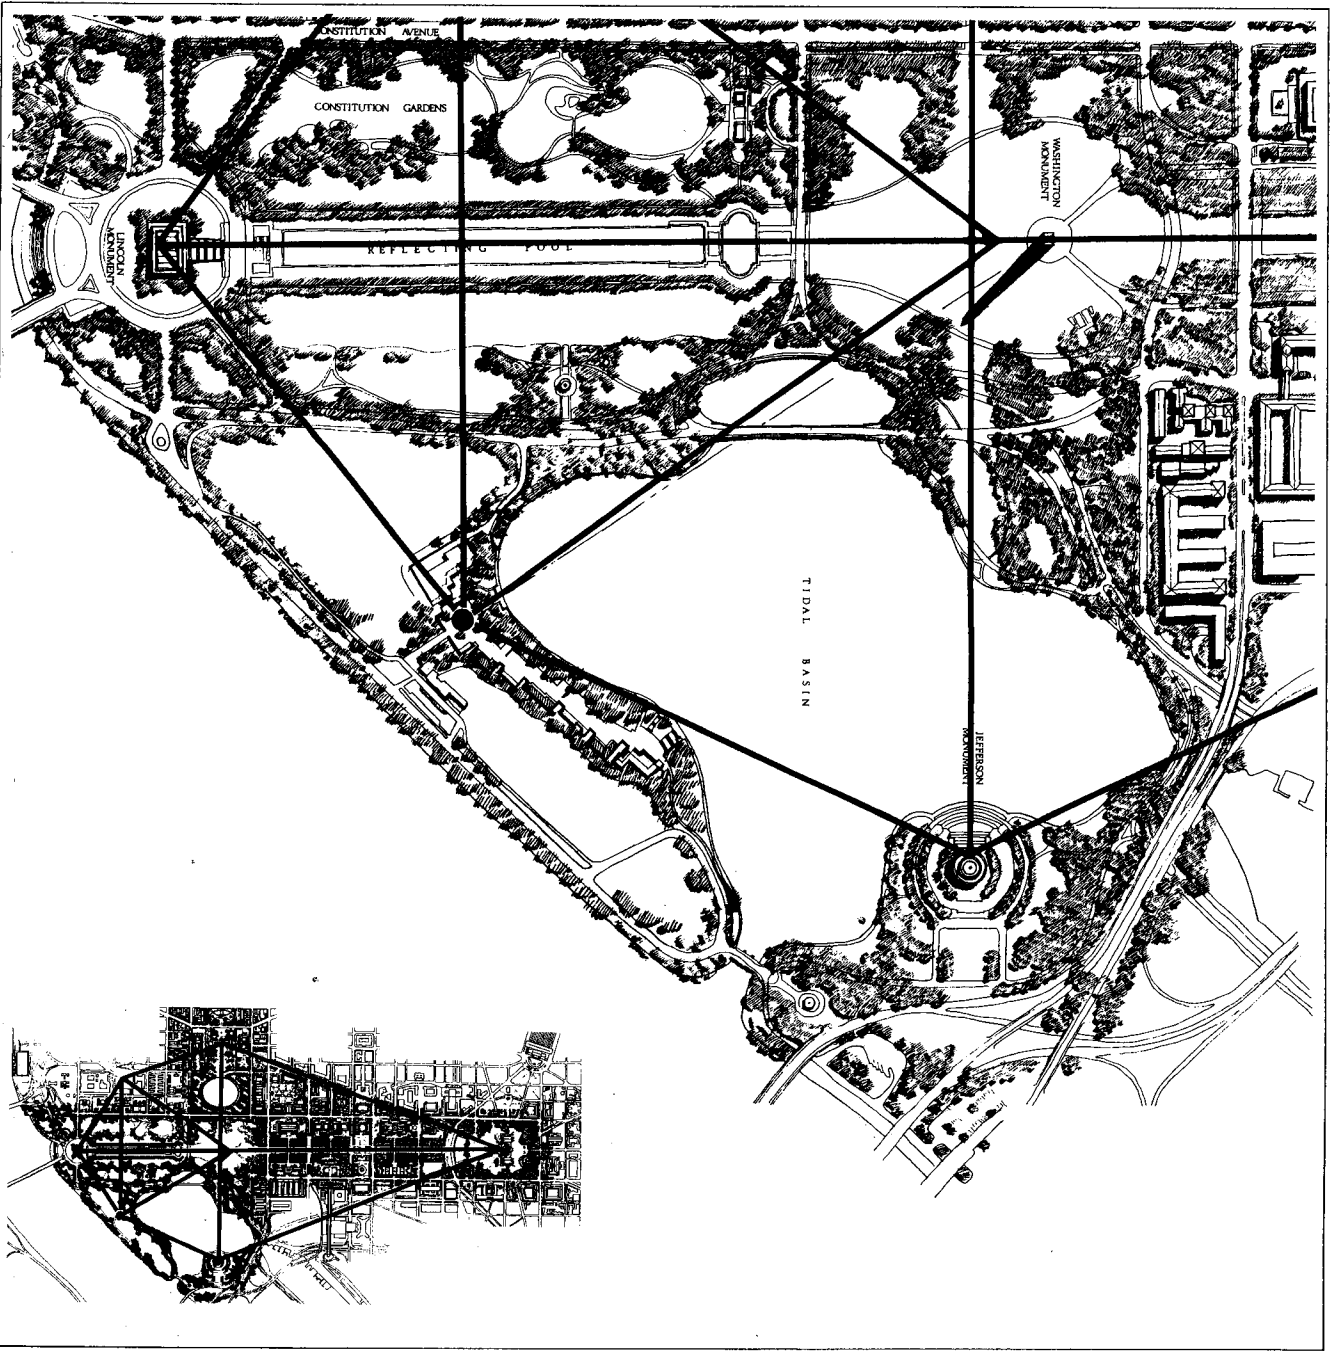 CONSTITUTION AVENUE
CONSTITUTION GARDENS
WASHINGTON
MONUMENT
LINCOLN
MONUMENT
REFLECTING POOL
TIDAL BASIN
JEFFERSON
MONUMENT